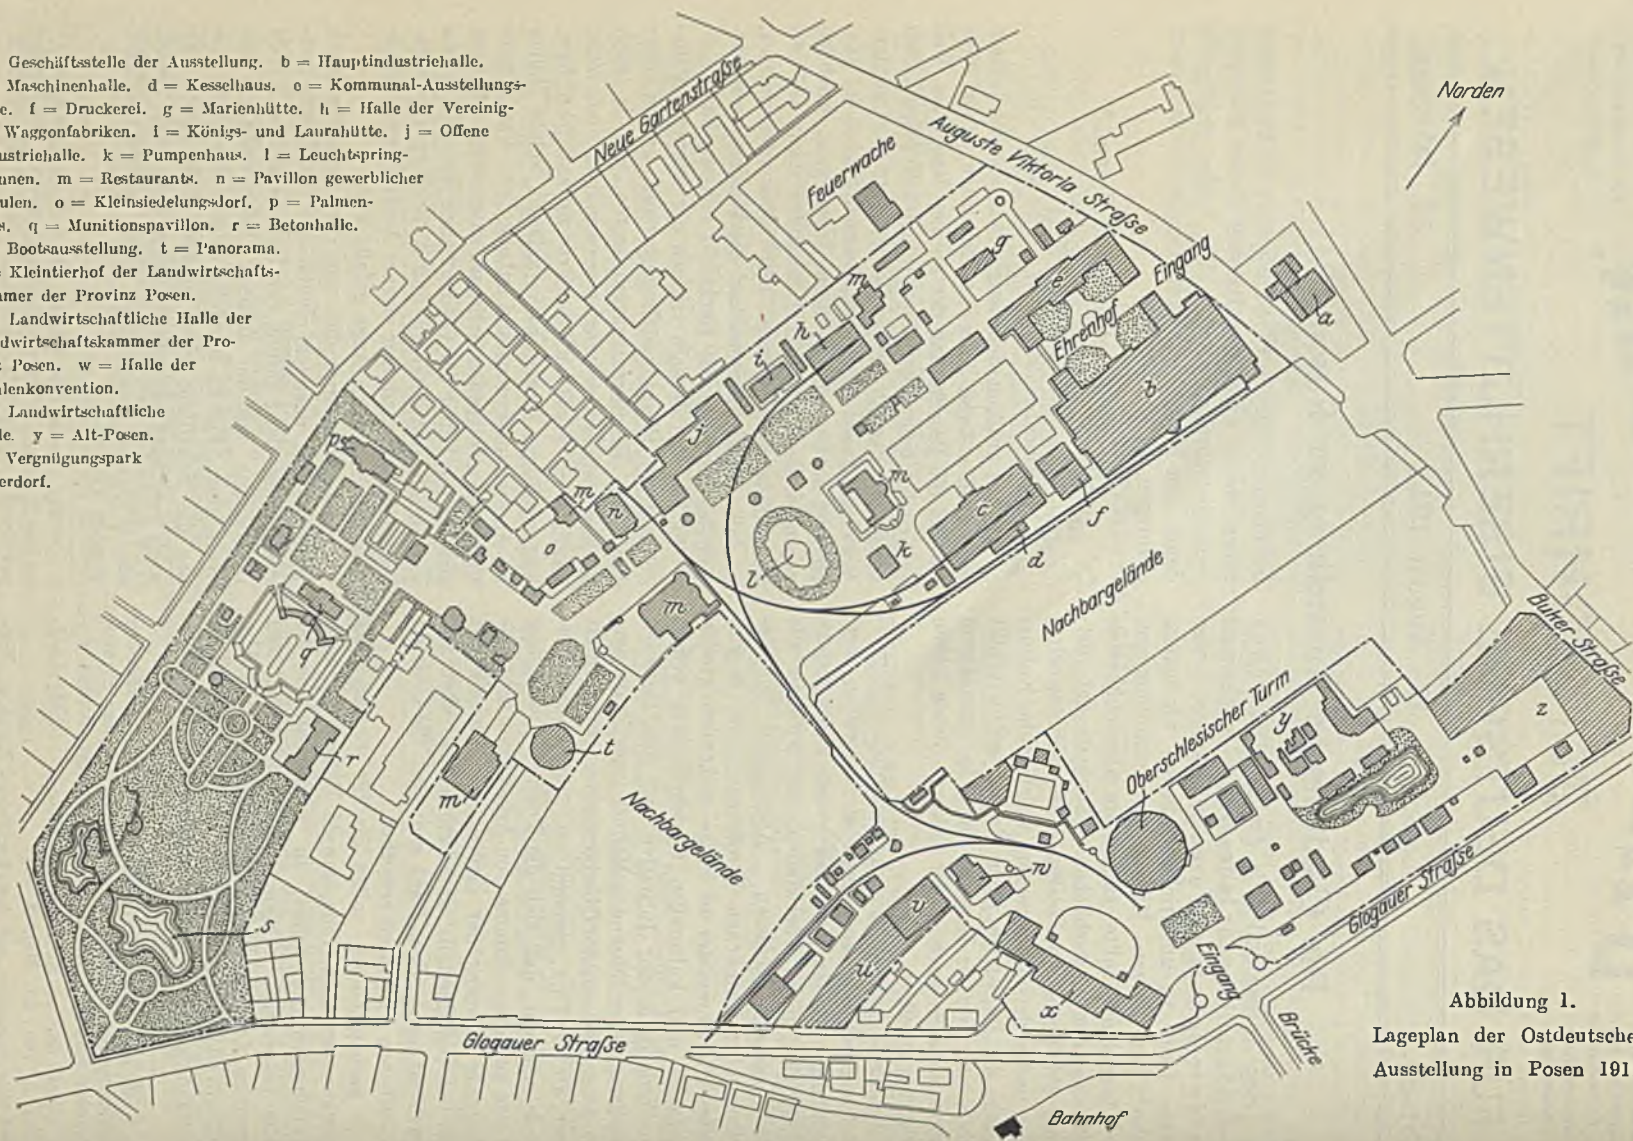 Geschäftsstelle der Ausstellung. b = Hauptindustriehalle.
Maschinenhalle. d = Kesselhaus. e = Kommunal-Ausstellungs-
e. f = Druckerei. g = Marienhütte. h = Halle der Vereinig-
Waggonfabriken. i = Königs- und Laurahütte. j = Offene
ustriehalle. k = Pumpenhaus. l = Leuchtspring-
nnen. m = Restaurants. n = Pavillon gewerblicher
ulen. o = Kleinsiedelungsdorf. p = Palmen-
s. q = Munitionspavillon. r = Betonhalle.
Bootsausstellung. t = Panorama.
= Kleintierhof der Landwirtschafts-
mer der Provinz Posen.
Landwirtschaftliche Halle der
dwirtschaftskammer der Pro-
z Posen. w = Halle der
hlenkonvention.
Landwirtschaftliche
le. y = Alt-Posen.
Vergnügungspark
erdorf.
Norden
Neue Gartenstraße
Auguste Viktoria Straße
Feuerwache
Eingang
Ehrenhof
a
b
c
d
e
f
g
h
i
j
k
l
m
m
m
m
m
n
o
p
q
r
s
t
u
v
w
x
y
z
Nachbargelände
Nachbargelände
Buker Straße
Oberschlesischer Turm
Glogauer Straße
Eingang
Brücke
Glogauer Straße
Bahnhof
Abbildung 1.
Lageplan der Ostdeutsche
Ausstellung in Posen 191